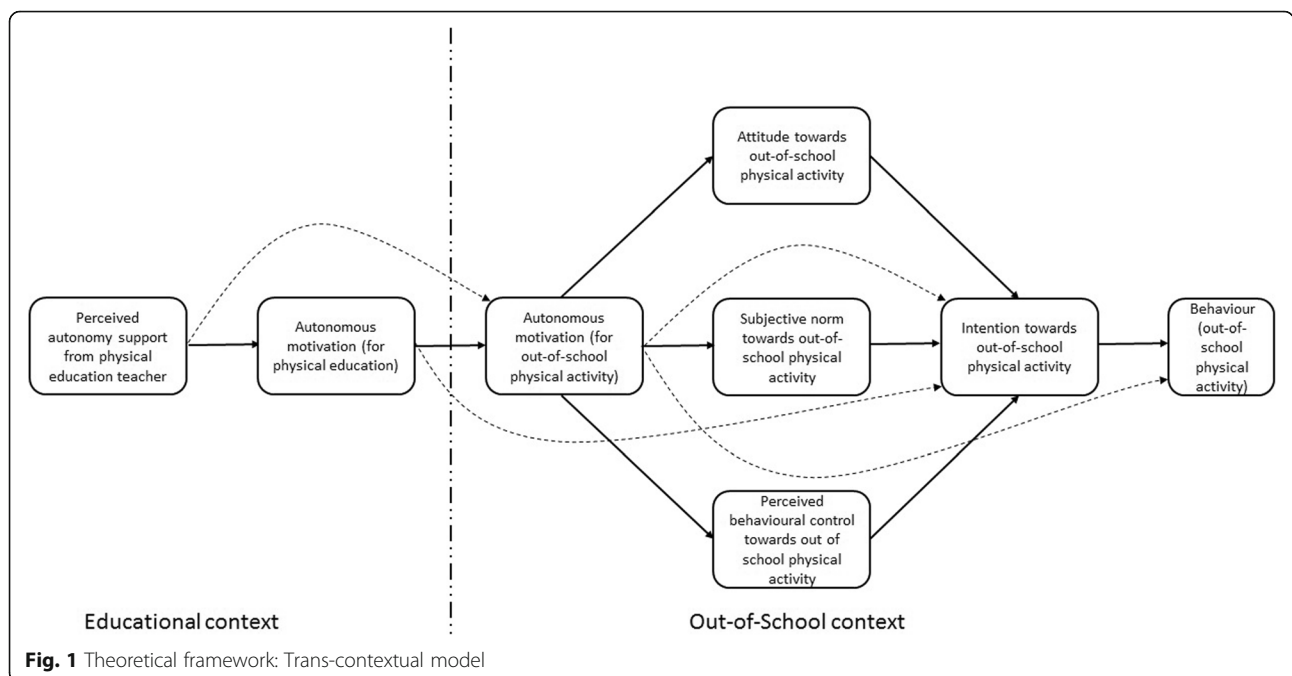 Attitude towards
out-of-school
physical activity
Perceived
autonomy support
from physical
education teacher
Autonomous
motivation (for
physical education)
Autonomous
motivation (for
out-of-school
physical activity)
Subjective norm
towards out-of-
school physical
activity
Intention towards
out-of-school
physical activity
Behaviour
(out-of-
school
physical
activity)
Perceived
behavioural control
towards out of
school physical
activity
Educational context
Out-of-School context
Fig. 1 Theoretical framework: Trans-contextual model